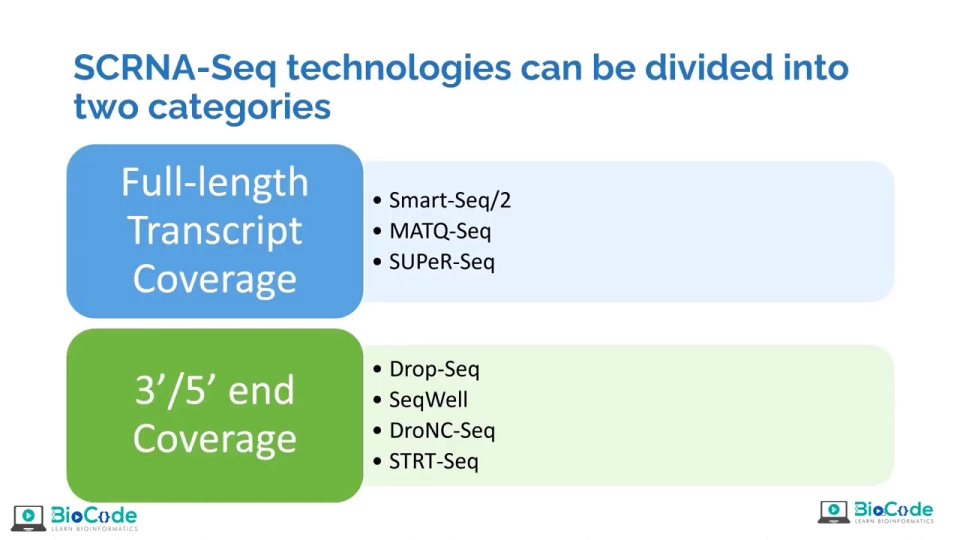 SCRNA-Seq technologies can be divided into
two categories
Full-length
Transcript
Coverage
• Smart-Seq/2
• MATQ-Seq
• SUPeR-Seq
3’/5’ end
Coverage
• Drop-Seq
• SeqWell
• DroNC-Seq
• STRT-Seq
BioCode
LEARN BIOINFORMATICS
BioCode
LEARN BIOINFORMATICS